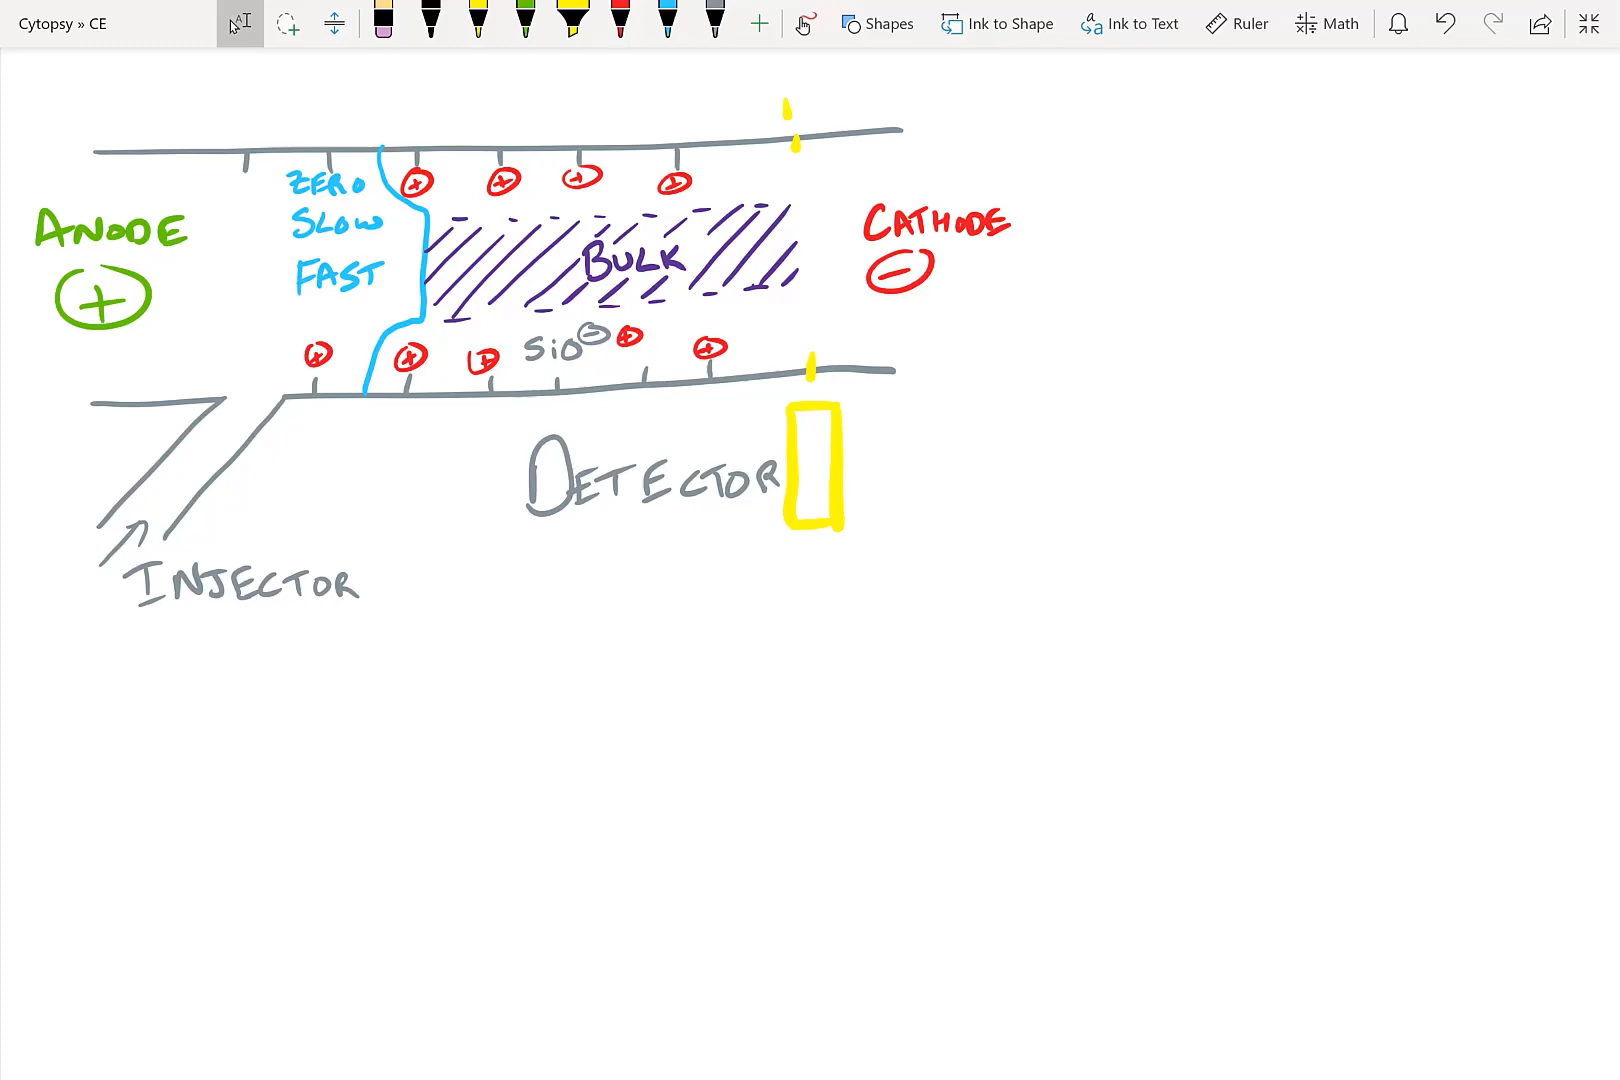 Cytopsy » CE
Shapes
Ink to Shape
Ink to Text
Ruler
Math
ZERO
SLOW
FAST
ANODE
+
BULK
CATHODE
−
SiO⊖
DETECTOR
INJECTOR